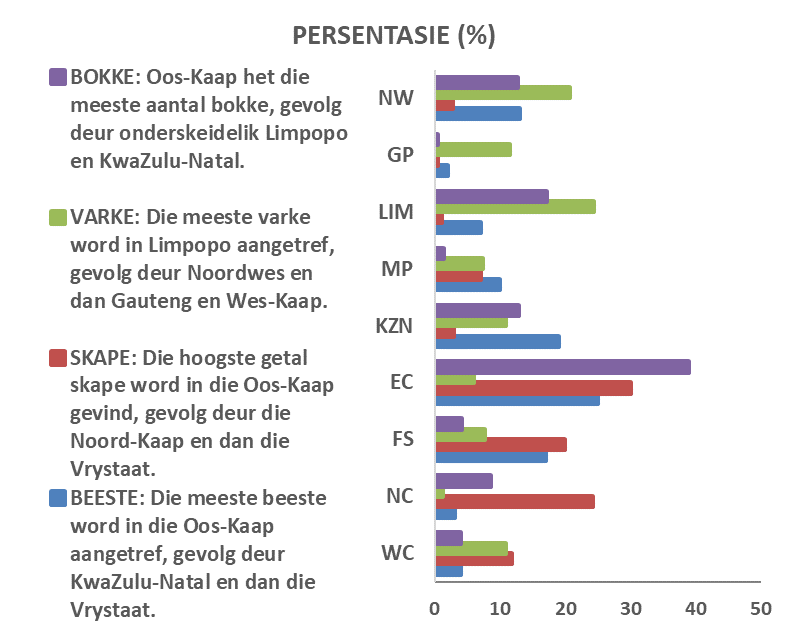 PERSENTASIE (%)
BOKKE: Oos-Kaap het die
meeste aantal bokke, gevolg
deur onderskeidelik Limpopo
en KwaZulu-Natal.
VARKE: Die meeste varke
word in Limpopo aangetref,
gevolg deur Noordwes en
dan Gauteng en Wes-Kaap.
SKAPE: Die hoogste getal
skape word in die Oos-Kaap
gevind, gevolg deur die
Noord-Kaap en dan die
Vrystaat.
BEESTE: Die meeste beeste
word in die Oos-Kaap
aangetref, gevolg deur
KwaZulu-Natal en dan die
Vrystaat.
NW
GP
LIM
MP
KZN
EC
FS
NC
WC
0 10 20 30 40 50